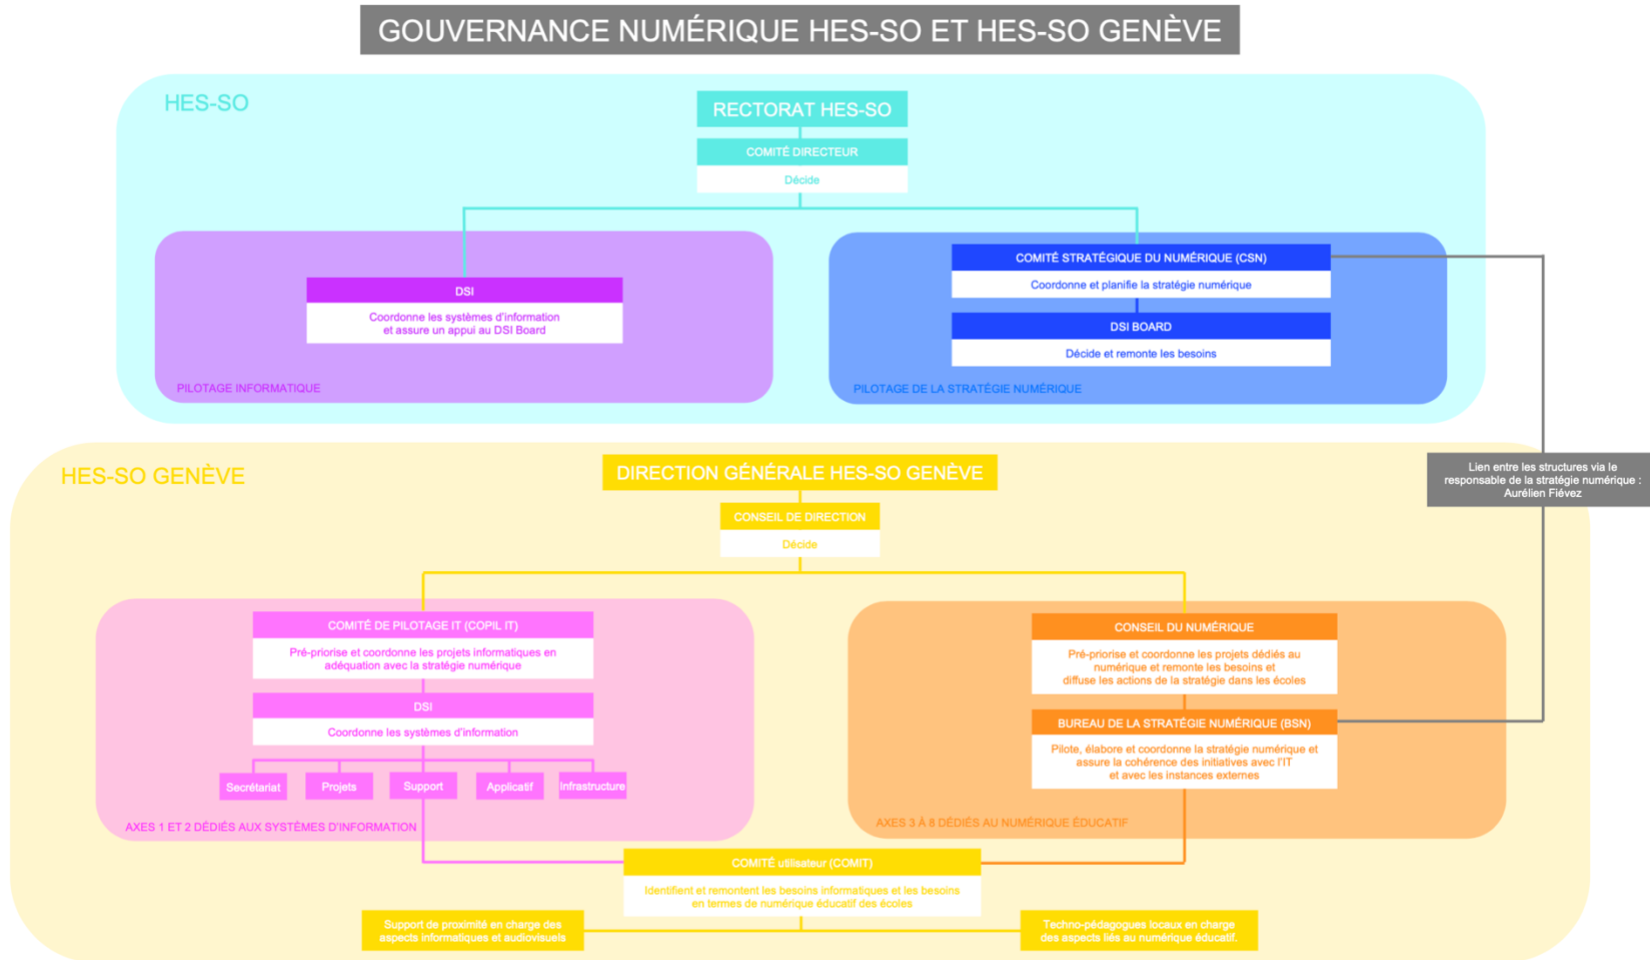 GOUVERNANCE NUMÉRIQUE HES-SO ET HES-SO GENÈVE
HES-SO
RECTORAT HES-SO
COMITÉ DIRECTEUR
Décide
DSI
Coordonne les systèmes d'information
et assure un appui au DSI Board
PILOTAGE INFORMATIQUE
COMITÉ STRATÉGIQUE DU NUMÉRIQUE (CSN)
Coordonne et planifie la stratégie numérique
DSI BOARD
Décide et remonte les besoins
PILOTAGE DE LA STRATÉGIE NUMÉRIQUE
Lien entre les structures via le
responsable de la stratégie numérique :
Aurélien Fiévez
HES-SO GENÈVE
DIRECTION GÉNÉRALE HES-SO GENÈVE
CONSEIL DE DIRECTION
Décide
COMITÉ DE PILOTAGE IT (COPIL IT)
Pré-priorise et coordonne les projets informatiques en
adéquation avec la stratégie numérique
DSI
Coordonne les systèmes d'information
Secrétariat
Projets
Support
Applicatif
Infrastructure
AXES 1 ET 2 DÉDIÉS AUX SYSTÈMES D'INFORMATION
CONSEIL DU NUMÉRIQUE
Pré-priorise et coordonne les projets dédiés au
numérique et remonte les besoins et
diffuse les actions de la stratégie dans les écoles
BUREAU DE LA STRATÉGIE NUMÉRIQUE (BSN)
Pilote, élabore et coordonne la stratégie numérique et
assure la cohérence des initiatives avec l'IT
et avec les instances externes
AXES 3 À 8 DÉDIÉS AU NUMÉRIQUE ÉDUCATIF
COMITÉ utilisateur (COMIT)
Identifient et remontent les besoins informatiques et les besoins
en termes de numérique éducatif des écoles
Support de proximité en charge des
aspects informatiques et audiovisuels
Techno-pédagogues locaux en charge
des aspects liés au numérique éducatif.